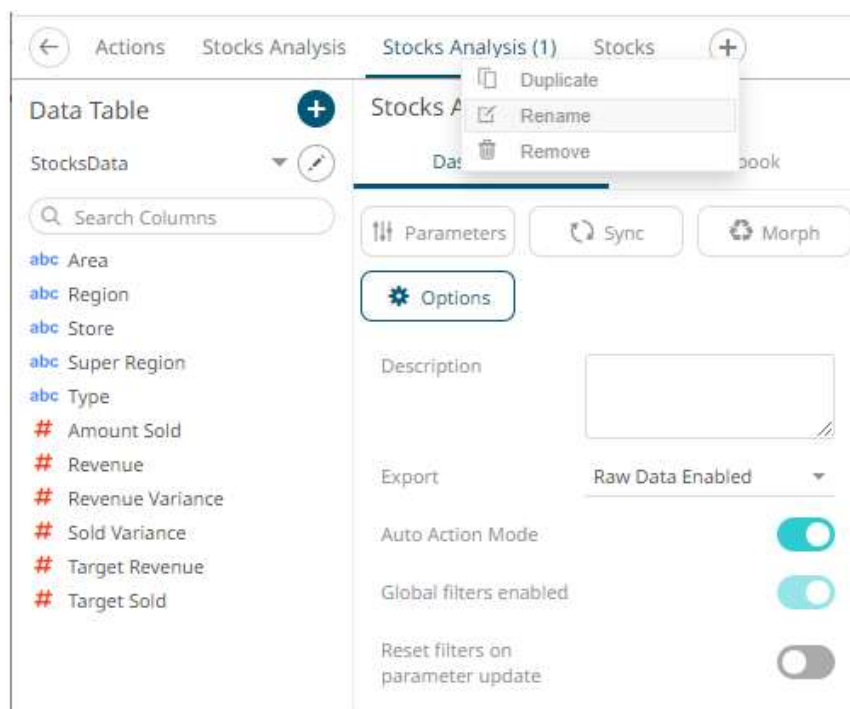 Actions Stocks Analysis Stocks Analysis (1) Stocks
Duplicate
Rename
Remove
Data Table
StocksData
Search Columns
abc Area
abc Region
abc Store
abc Super Region
abc Type
# Amount Sold
# Revenue
# Revenue Variance
# Sold Variance
# Target Revenue
# Target Sold
Stocks A
Das
Parameters Sync Morph
Options
Description
Export Raw Data Enabled
Auto Action Mode
Global filters enabled
Reset filters on
parameter update